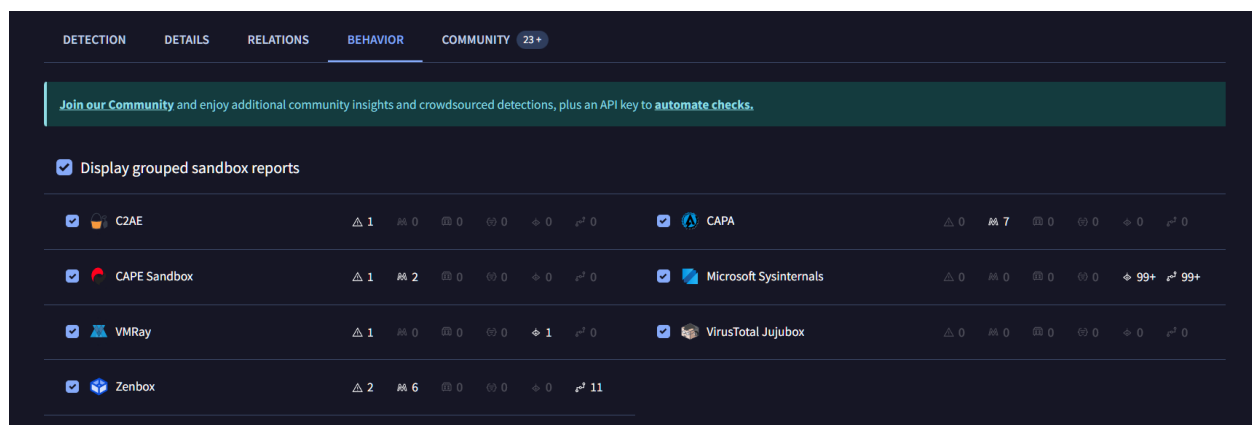 DETECTION DETAILS RELATIONS BEHAVIOR COMMUNITY 23+
Join our Community and enjoy additional community insights and crowdsourced detections, plus an API key to automate checks.
Display grouped sandbox reports
C2AE 1 0 0 0 0 0
CAPA 0 7 0 0 0 0
CAPE Sandbox 1 2 0 0 0 0
Microsoft Sysinternals 0 0 0 0 99+ 99+
VMRay 1 0 0 0 1 0
VirusTotal Jujubox 0 0 0 0 0 0
Zenbox 2 6 0 0 0 11